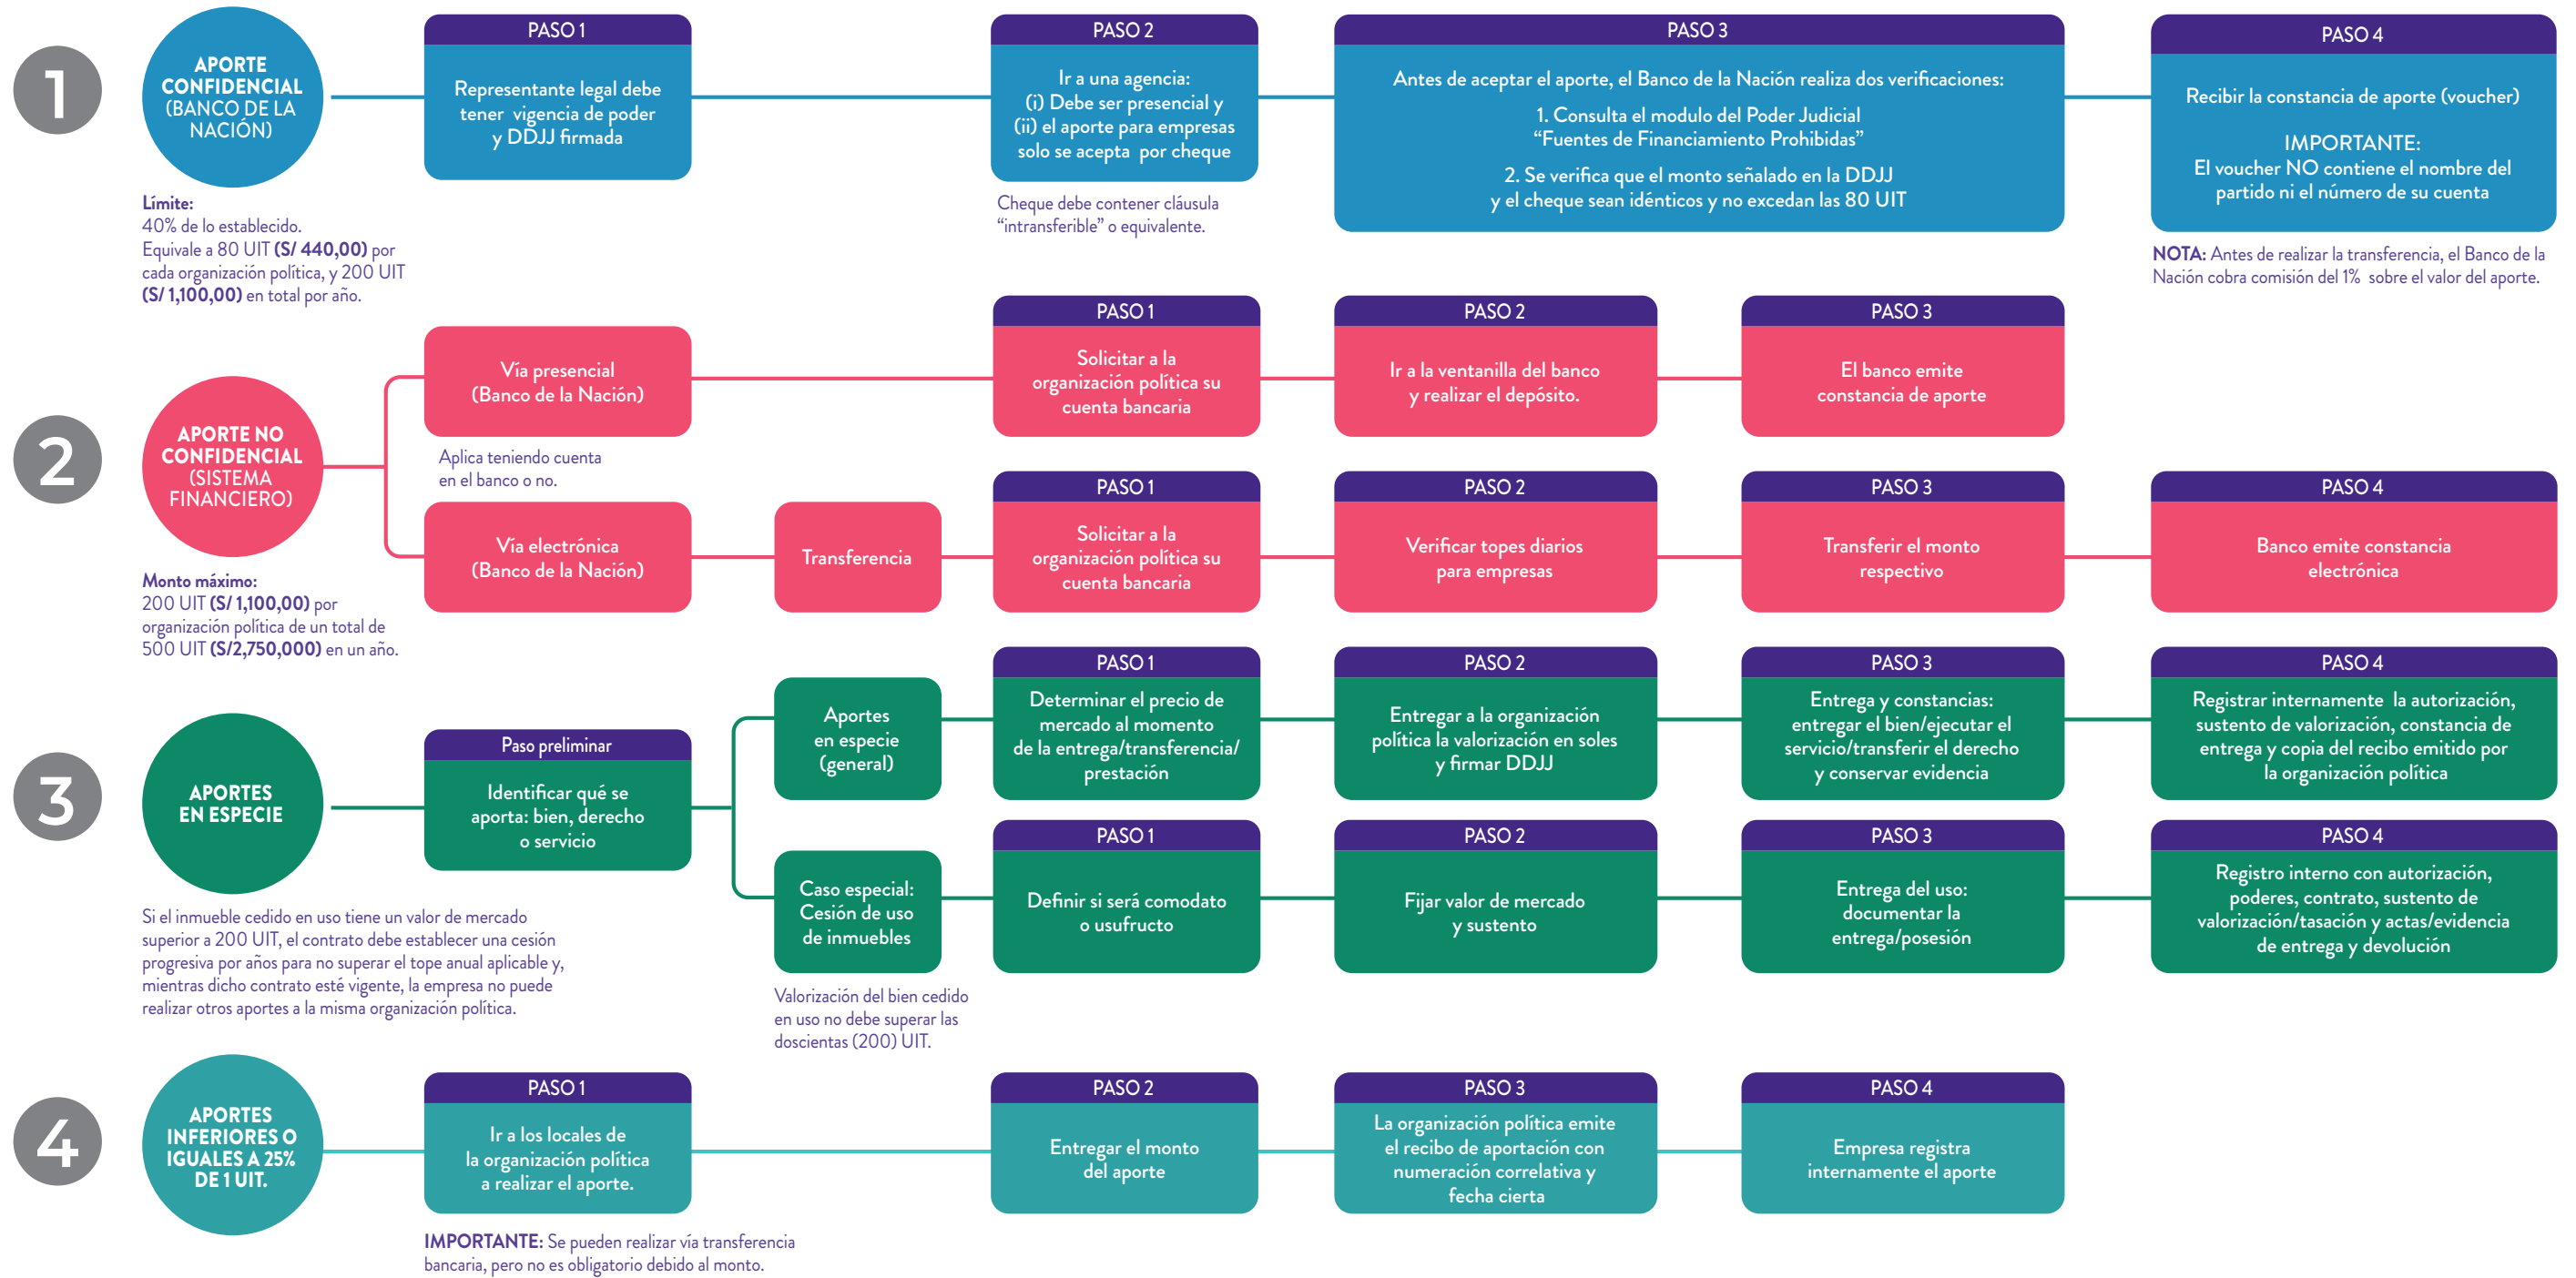 1
APORTE
CONFIDENCIAL
(BANCO DE LA
NACIÓN)
Límite:
40% de lo establecido.
Equivale a 80 UIT (S/ 440,00) por
cada organización política, y 200 UIT
(S/ 1,100,00) en total por año.
PASO 1
Representante legal debe
tener vigencia de poder
y DDJJ firmada
PASO 2
Ir a una agencia:
(i) Debe ser presencial y
(ii) el aporte para empresas
solo se acepta por cheque
Cheque debe contener cláusula
“intransferible” o equivalente.
PASO 3
Antes de aceptar el aporte, el Banco de la Nación realiza dos verificaciones:
1. Consulta el modulo del Poder Judicial
“Fuentes de Financiamiento Prohibidas”
2. Se verifica que el monto señalado en la DDJJ
y el cheque sean idénticos y no excedan las 80 UIT
PASO 4
Recibir la constancia de aporte (voucher)
IMPORTANTE:
El voucher NO contiene el nombre del
partido ni el número de su cuenta
NOTA: Antes de realizar la transferencia, el Banco de la
Nación cobra comisión del 1% sobre el valor del aporte.
2
APORTE NO
CONFIDENCIAL
(SISTEMA
FINANCIERO)
Monto máximo:
200 UIT (S/ 1,100,00) por
organización política de un total de
500 UIT (S/2,750,000) en un año.
Vía presencial
(Banco de la Nación)
Aplica teniendo cuenta
en el banco o no.
PASO 1
Solicitar a la
organización política su
cuenta bancaria
PASO 2
Ir a la ventanilla del banco
y realizar el depósito.
PASO 3
El banco emite
constancia de aporte
Vía electrónica
(Banco de la Nación)
Transferencia
PASO 1
Solicitar a la
organización política su
cuenta bancaria
PASO 2
Verificar topes diarios
para empresas
PASO 3
Transferir el monto
respectivo
PASO 4
Banco emite constancia
electrónica
3
APORTES
EN ESPECIE
Si el inmueble cedido en uso tiene un valor de mercado
superior a 200 UIT, el contrato debe establecer una cesión
progresiva por años para no superar el tope anual aplicable y,
mientras dicho contrato esté vigente, la empresa no puede
realizar otros aportes a la misma organización política.
Paso preliminar
Identificar qué se
aporta: bien, derecho
o servicio
Aportes
en especie
(general)
PASO 1
Determinar el precio de
mercado al momento
de la entrega/transferencia/
prestación
PASO 2
Entregar a la organización
política la valorización en soles
y firmar DDJJ
PASO 3
Entrega y constancias:
entregar el bien/ejecutar el
servicio/transferir el derecho
y conservar evidencia
PASO 4
Registrar internamente la autorización,
sustento de valorización, constancia de
entrega y copia del recibo emitido por
la organización política
Caso especial:
Cesión de uso
de inmuebles
Valorización del bien cedido
en uso no debe superar las
doscientas (200) UIT.
PASO 1
Definir si será comodato
o usufructo
PASO 2
Fijar valor de mercado
y sustento
PASO 3
Entrega del uso:
documentar la
entrega/posesión
PASO 4
Registro interno con autorización,
poderes, contrato, sustento de
valorización/tasación y actas/evidencia
de entrega y devolución
4
APORTES
INFERIORES O
IGUALES A 25%
DE 1 UIT.
PASO 1
Ir a los locales de
la organización política
a realizar el aporte.
IMPORTANTE: Se pueden realizar vía transferencia
bancaria, pero no es obligatorio debido al monto.
PASO 2
Entregar el monto
del aporte
PASO 3
La organización política emite
el recibo de aportación con
numeración correlativa y
fecha cierta
PASO 4
Empresa registra
internamente el aporte